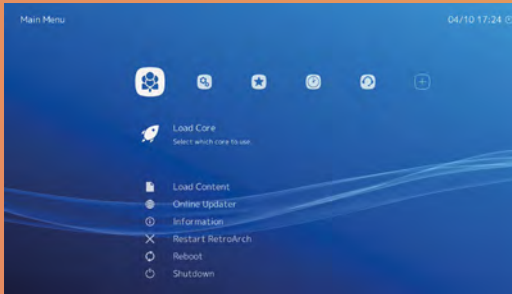 Main Menu
04/10 17:24
Load Core
Select which core to use
Load Content
Online Updater
Information
Restart RetroArch
Reboot
Shutdown